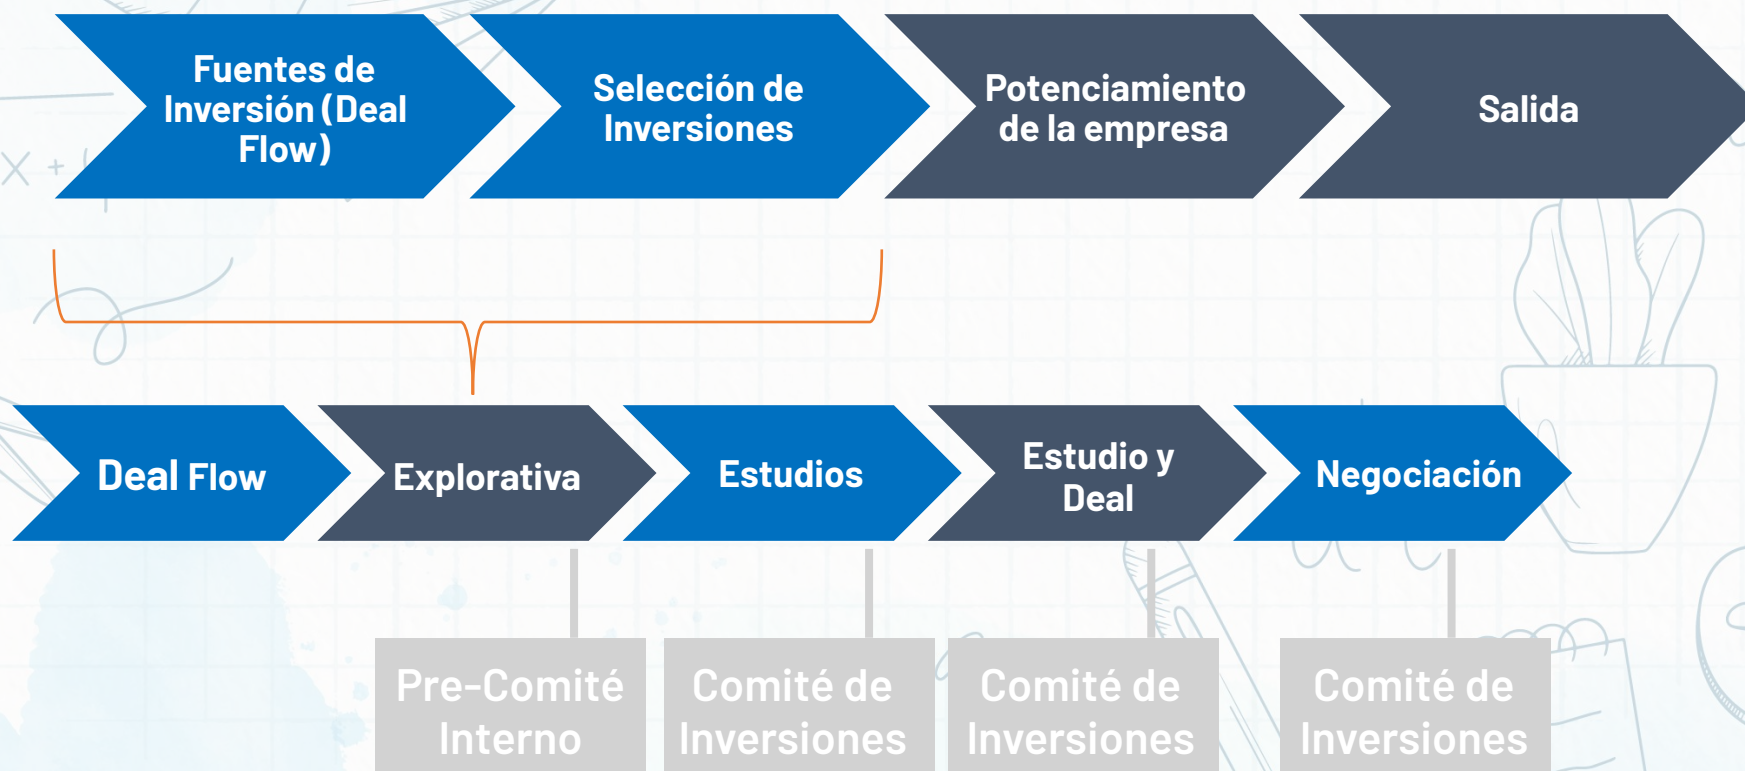 Fuentes de
Inversión (Deal
Flow)
Selección de
Inversiones
Potenciamiento
de la empresa
Salida
Deal Flow
Explorativa
Estudios
Estudio y
Deal
Negociación
Pre-Comité
Interno
Comité de
Inversiones
Comité de
Inversiones
Comité de
Inversiones